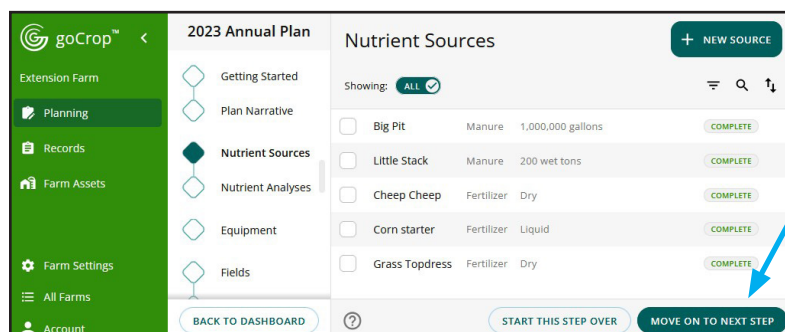 goCrop™ <
Extension Farm
Planning
Records
Farm Assets
Farm Settings
All Farms
Account
2023 Annual Plan
Getting Started
Plan Narrative
Nutrient Sources
Nutrient Analyses
Equipment
Fields
BACK TO DASHBOARD
Nutrient Sources
+ NEW SOURCE
Showing: ALL
Big Pit Manure 1,000,000 gallons COMPLETE
Little Stack Manure 200 wet tons COMPLETE
Cheep Cheep Fertilizer Dry COMPLETE
Corn starter Fertilizer Liquid COMPLETE
Grass Topdress Fertilizer Dry COMPLETE
? START THIS STEP OVER MOVE ON TO NEXT STEP